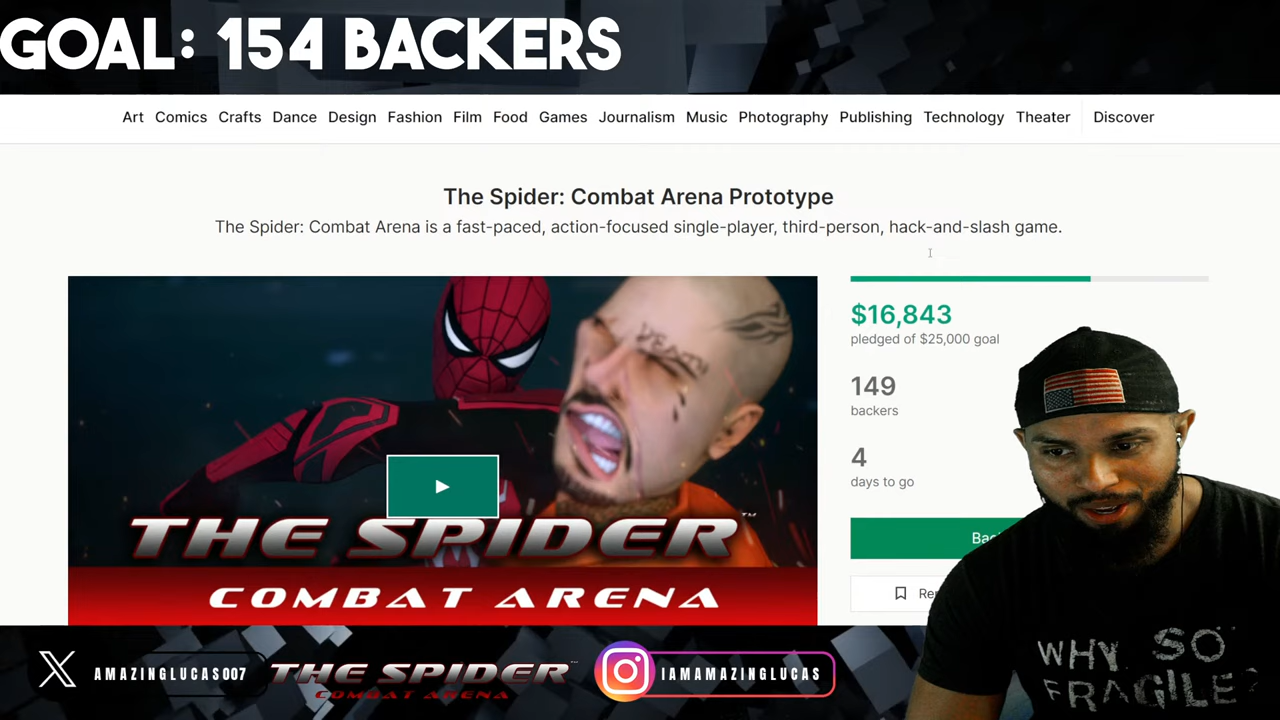 GOAL: 154 BACKERS
Art Comics Crafts Dance Design Fashion Film Food Games Journalism Music Photography Publishing Technology Theater Discover
The Spider: Combat Arena Prototype
The Spider: Combat Arena is a fast-paced, action-focused single-player, third-person, hack-and-slash game.
$16,843
pledged of $25,000 goal
149
backers
4
days to go
THE SPIDER™
COMBAT ARENA
WHY SO
FRAGILE?
AMAZINGLUCAS007
THE SPIDER
COMBAT ARENA
IAMAMAZINGLUCAS